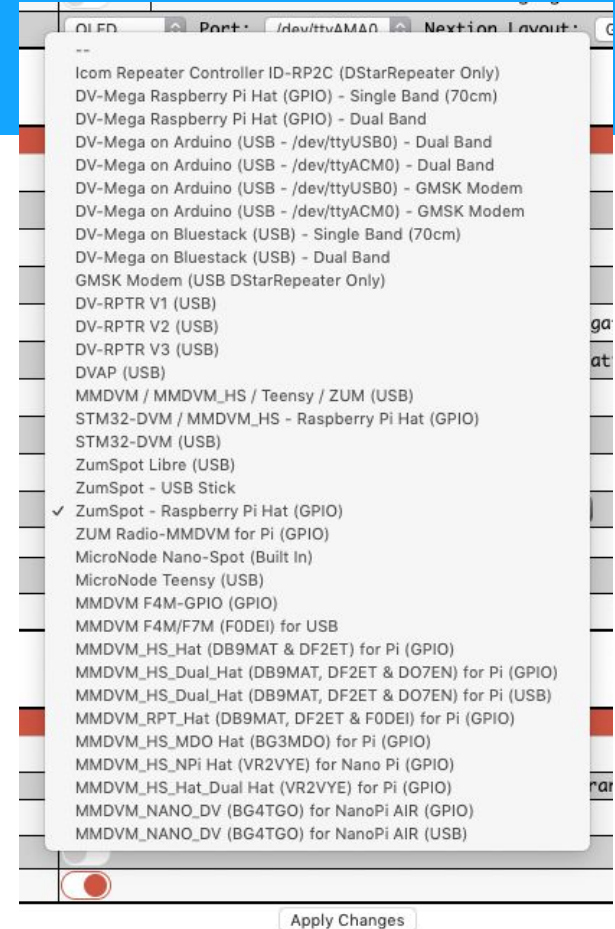 OLED Port: /dev/ttyAMA0 Nextion Layout: G
--
Icom Repeater Controller ID-RP2C (DStarRepeater Only)
DV-Mega Raspberry Pi Hat (GPIO) - Single Band (70cm)
DV-Mega Raspberry Pi Hat (GPIO) - Dual Band
DV-Mega on Arduino (USB - /dev/ttyUSB0) - Dual Band
DV-Mega on Arduino (USB - /dev/ttyACM0) - Dual Band
DV-Mega on Arduino (USB - /dev/ttyUSB0) - GMSK Modem
DV-Mega on Arduino (USB - /dev/ttyACM0) - GMSK Modem
DV-Mega on Bluestack (USB) - Single Band (70cm)
DV-Mega on Bluestack (USB) - Dual Band
GMSK Modem (USB DStarRepeater Only)
DV-RPTR V1 (USB)
DV-RPTR V2 (USB)
ga
DV-RPTR V3 (USB)
at
DVAP (USB)
MMDVM / MMDVM_HS / Teensy / ZUM (USB)
STM32-DVM / MMDVM_HS - Raspberry Pi Hat (GPIO)
STM32-DVM (USB)
ZumSpot Libre (USB)
ZumSpot - USB Stick
✓ ZumSpot - Raspberry Pi Hat (GPIO)
ZUM Radio-MMDVM for Pi (GPIO)
MicroNode Nano-Spot (Built In)
MicroNode Teensy (USB)
MMDVM F4M-GPIO (GPIO)
MMDVM F4M/F7M (F0DEI) for USB
MMDVM_HS_Hat (DB9MAT & DF2ET) for Pi (GPIO)
MMDVM_HS_Dual_Hat (DB9MAT, DF2ET & DO7EN) for Pi (GPIO)
MMDVM_HS_Dual_Hat (DB9MAT, DF2ET & DO7EN) for Pi (USB)
MMDVM_RPT_Hat (DB9MAT, DF2ET & F0DEI) for Pi (GPIO)
MMDVM_HS_MDO Hat (BG3MDO) for Pi (GPIO)
MMDVM_HS_NPi Hat (VR2VYE) for Nano Pi (GPIO)
MMDVM_HS_Hat_Dual Hat (VR2VYE) for Pi (GPIO)
ran
MMDVM_NANO_DV (BG4TGO) for NanoPi AIR (GPIO)
MMDVM_NANO_DV (BG4TGO) for NanoPi AIR (USB)
Apply Changes